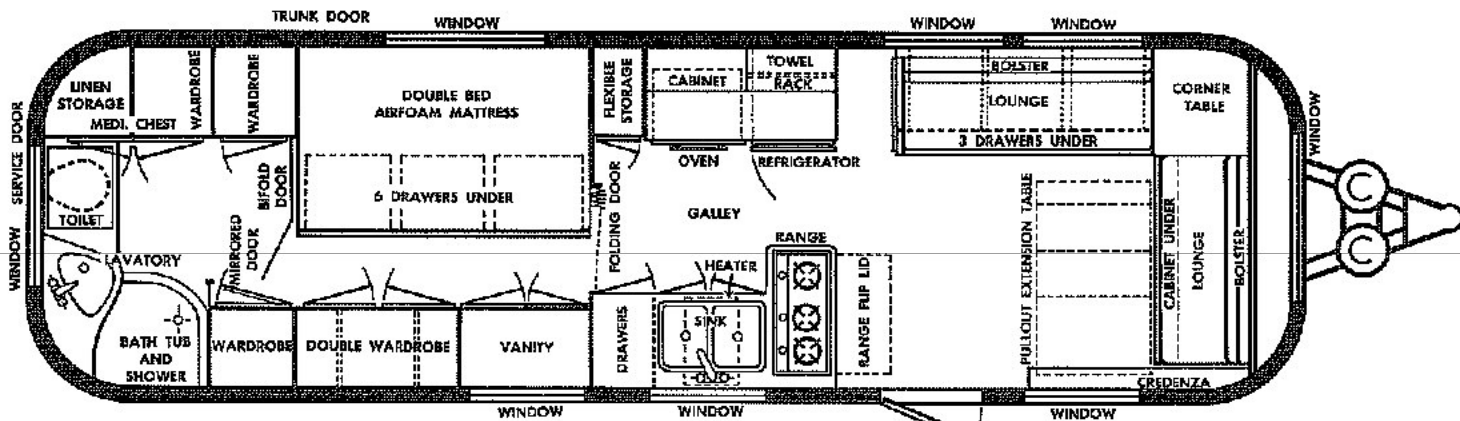 TRUNK DOOR
WINDOW
WINDOW
WINDOW
LINEN
STORAGE
WARDROBE
WARDROBE
MEDI. CHEST
DOUBLE BED
AIRFOAM MATTRESS
6 DRAWERS UNDER
FLEXIBLE
STORAGE
CABINET
TOWEL
RACK
OVEN
REFRIGERATOR
BOLSTER
LOUNGE
3 DRAWERS UNDER
CORNER
TABLE
WINDOW
SERVICE DOOR
WINDOW
TOILET
BIFOLD
DOOR
MIRRORED
DOOR
FOLDING DOOR
GALLEY
RANGE
HEATER
LAVATORY
BATH TUB
AND
SHOWER
WARDROBE
DOUBLE WARDROBE
VANITY
DRAWERS
SINK
RANGE FLIP LID
PULLOUT EXTENSION TABLE
CABINET UNDER
LOUNGE
BOLSTER
CREDENZA
WINDOW
WINDOW
WINDOW